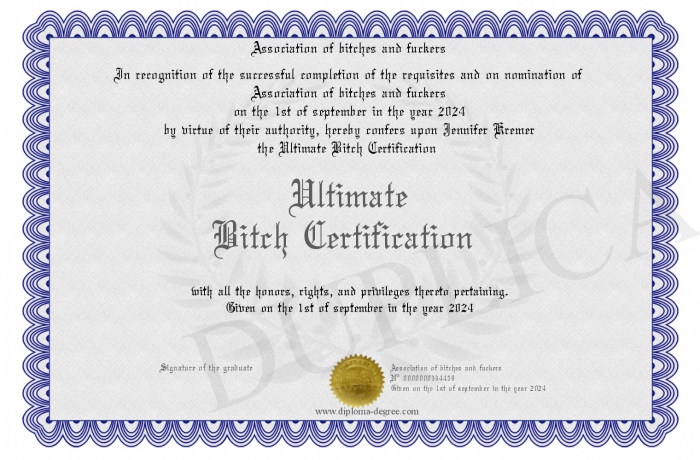 Association of bitches and fuckers
In recognition of the successful completion of the requisites and on nomination of
Association of bitches and fuckers
on the 1st of september in the year 2024
by virtue of their authority, hereby confers upon Jennifer Kremer
the Ultimate Bitch Certification
Ultimate
Bitch Certification
with all the honors, rights, and privileges thereto pertaining.
Given on the 1st of september in the year 2024
DUPLICA
Signature of the graduate
Association of bitches and fuckers
N° 0000000334459
Given on the 1st of september in the year 2024
www.diploma-degree.com